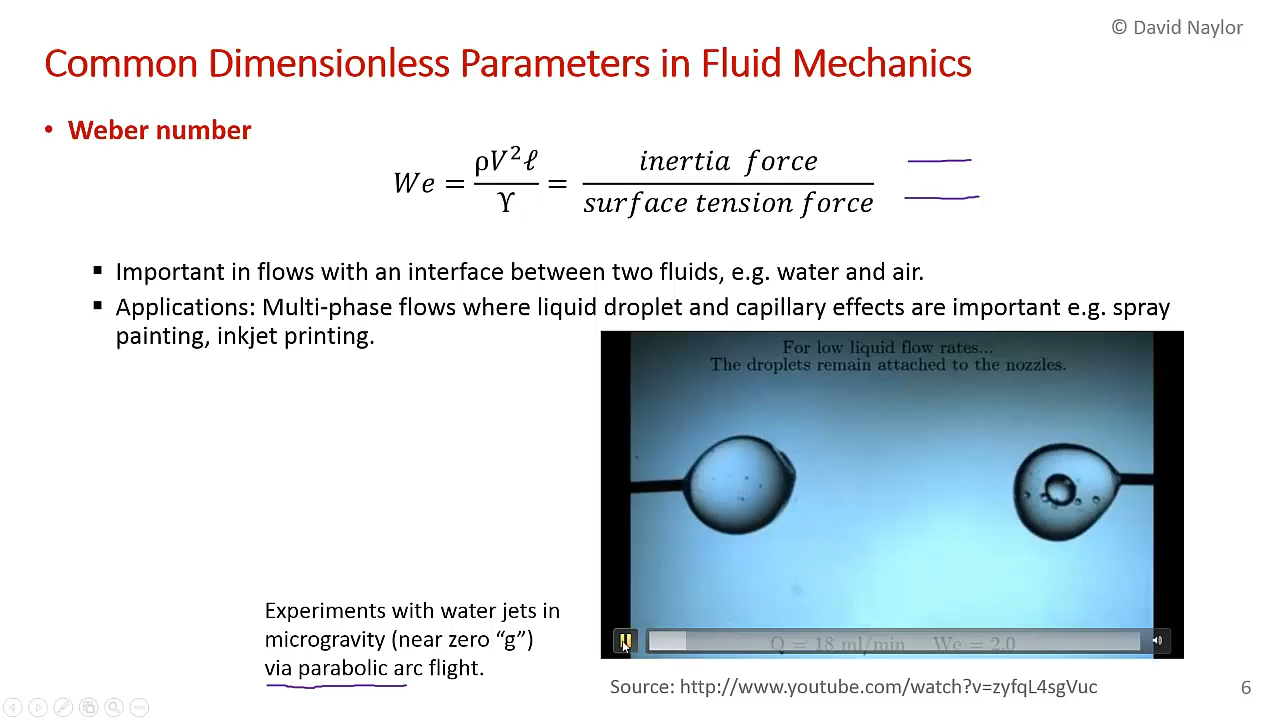 © David Naylor
Common Dimensionless Parameters in Fluid Mechanics
• Weber number
We = ρV²ℓ / ϒ = inertia force / surface tension force
▪ Important in flows with an interface between two fluids, e.g. water and air.
▪ Applications: Multi-phase flows where liquid droplet and capillary effects are important e.g. spray
painting, inkjet printing.
For low liquid flow rates...
The droplets remain attached to the nozzles.
Experiments with water jets in
microgravity (near zero “g”)
via parabolic arc flight.
Q = 18 ml/min We = 2.0
Source: http://www.youtube.com/watch?v=zyfqL4sgVuc
6